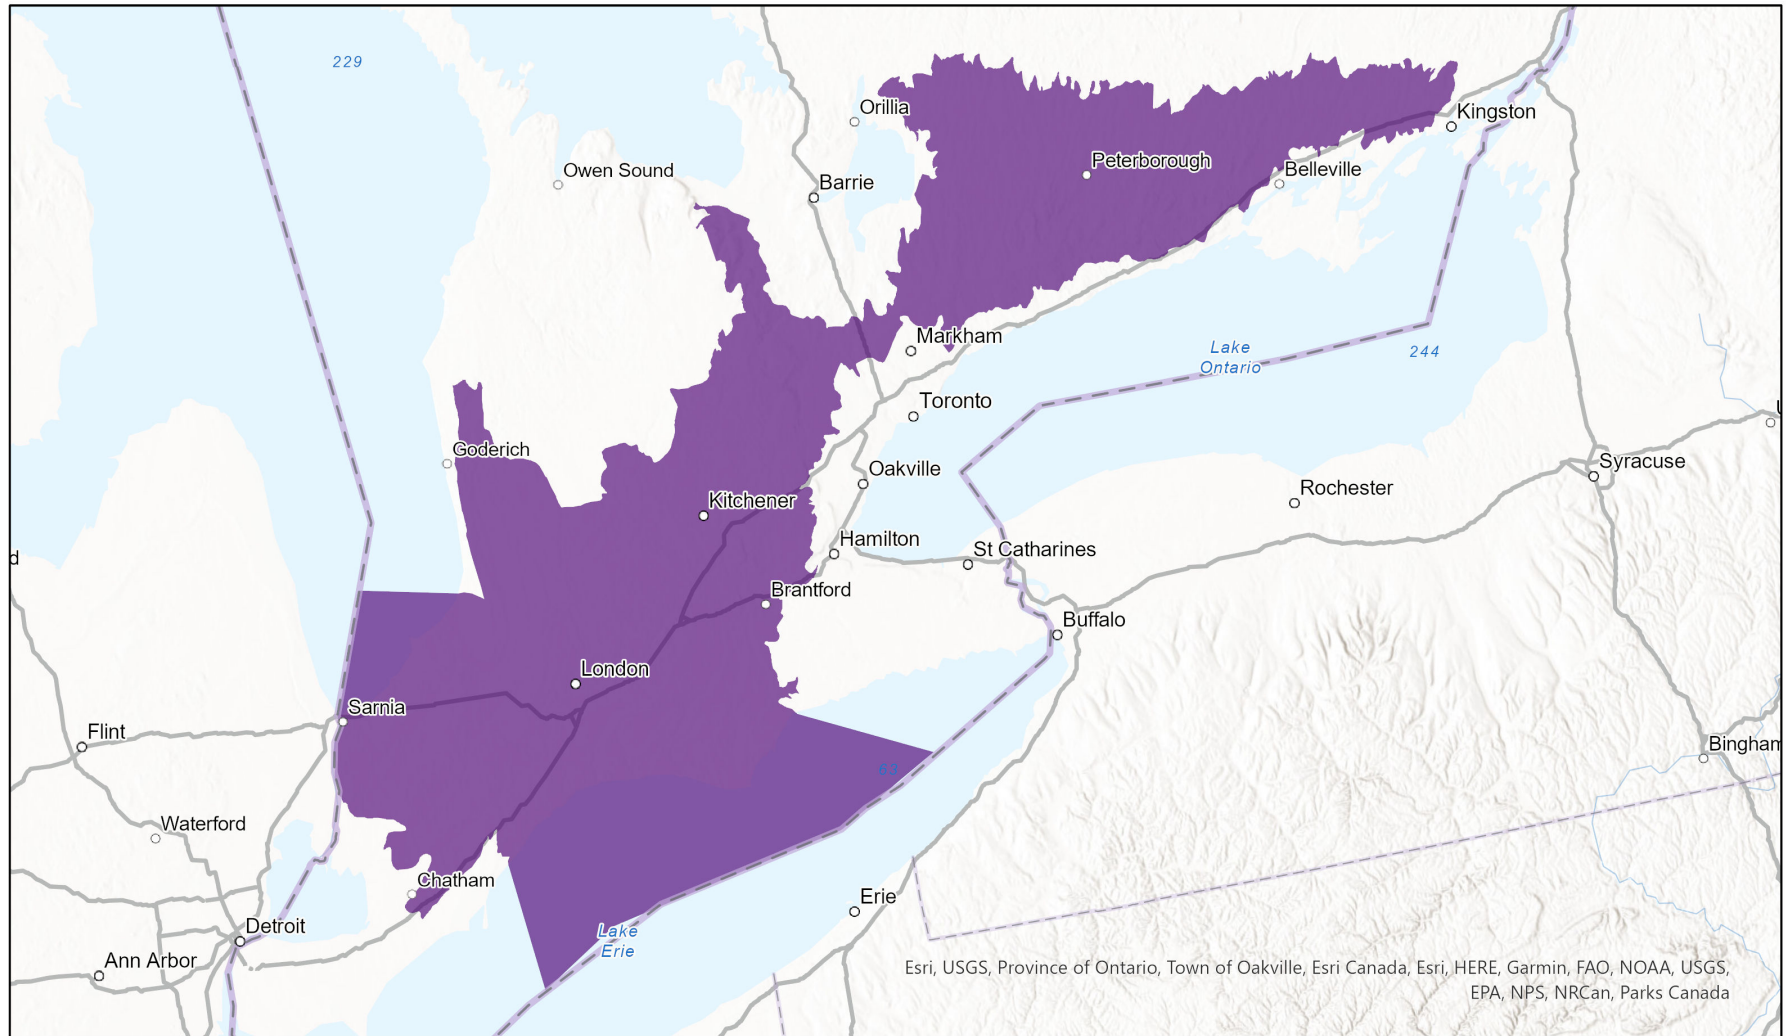 229
Orillia
Kingston
Owen Sound
Peterborough
Belleville
Barrie
Markham
Lake
Ontario
244
Toronto
Goderich
Oakville
Syracuse
Kitchener
Rochester
Hamilton
St Catharines
d
Brantford
Buffalo
London
Sarnia
Flint
63
Bingham
Waterford
Chatham
Erie
Detroit
Lake
Erie
Ann Arbor
Esri, USGS, Province of Ontario, Town of Oakville, Esri Canada, Esri, HERE, Garmin, FAO, NOAA, USGS,
EPA, NPS, NRCan, Parks Canada